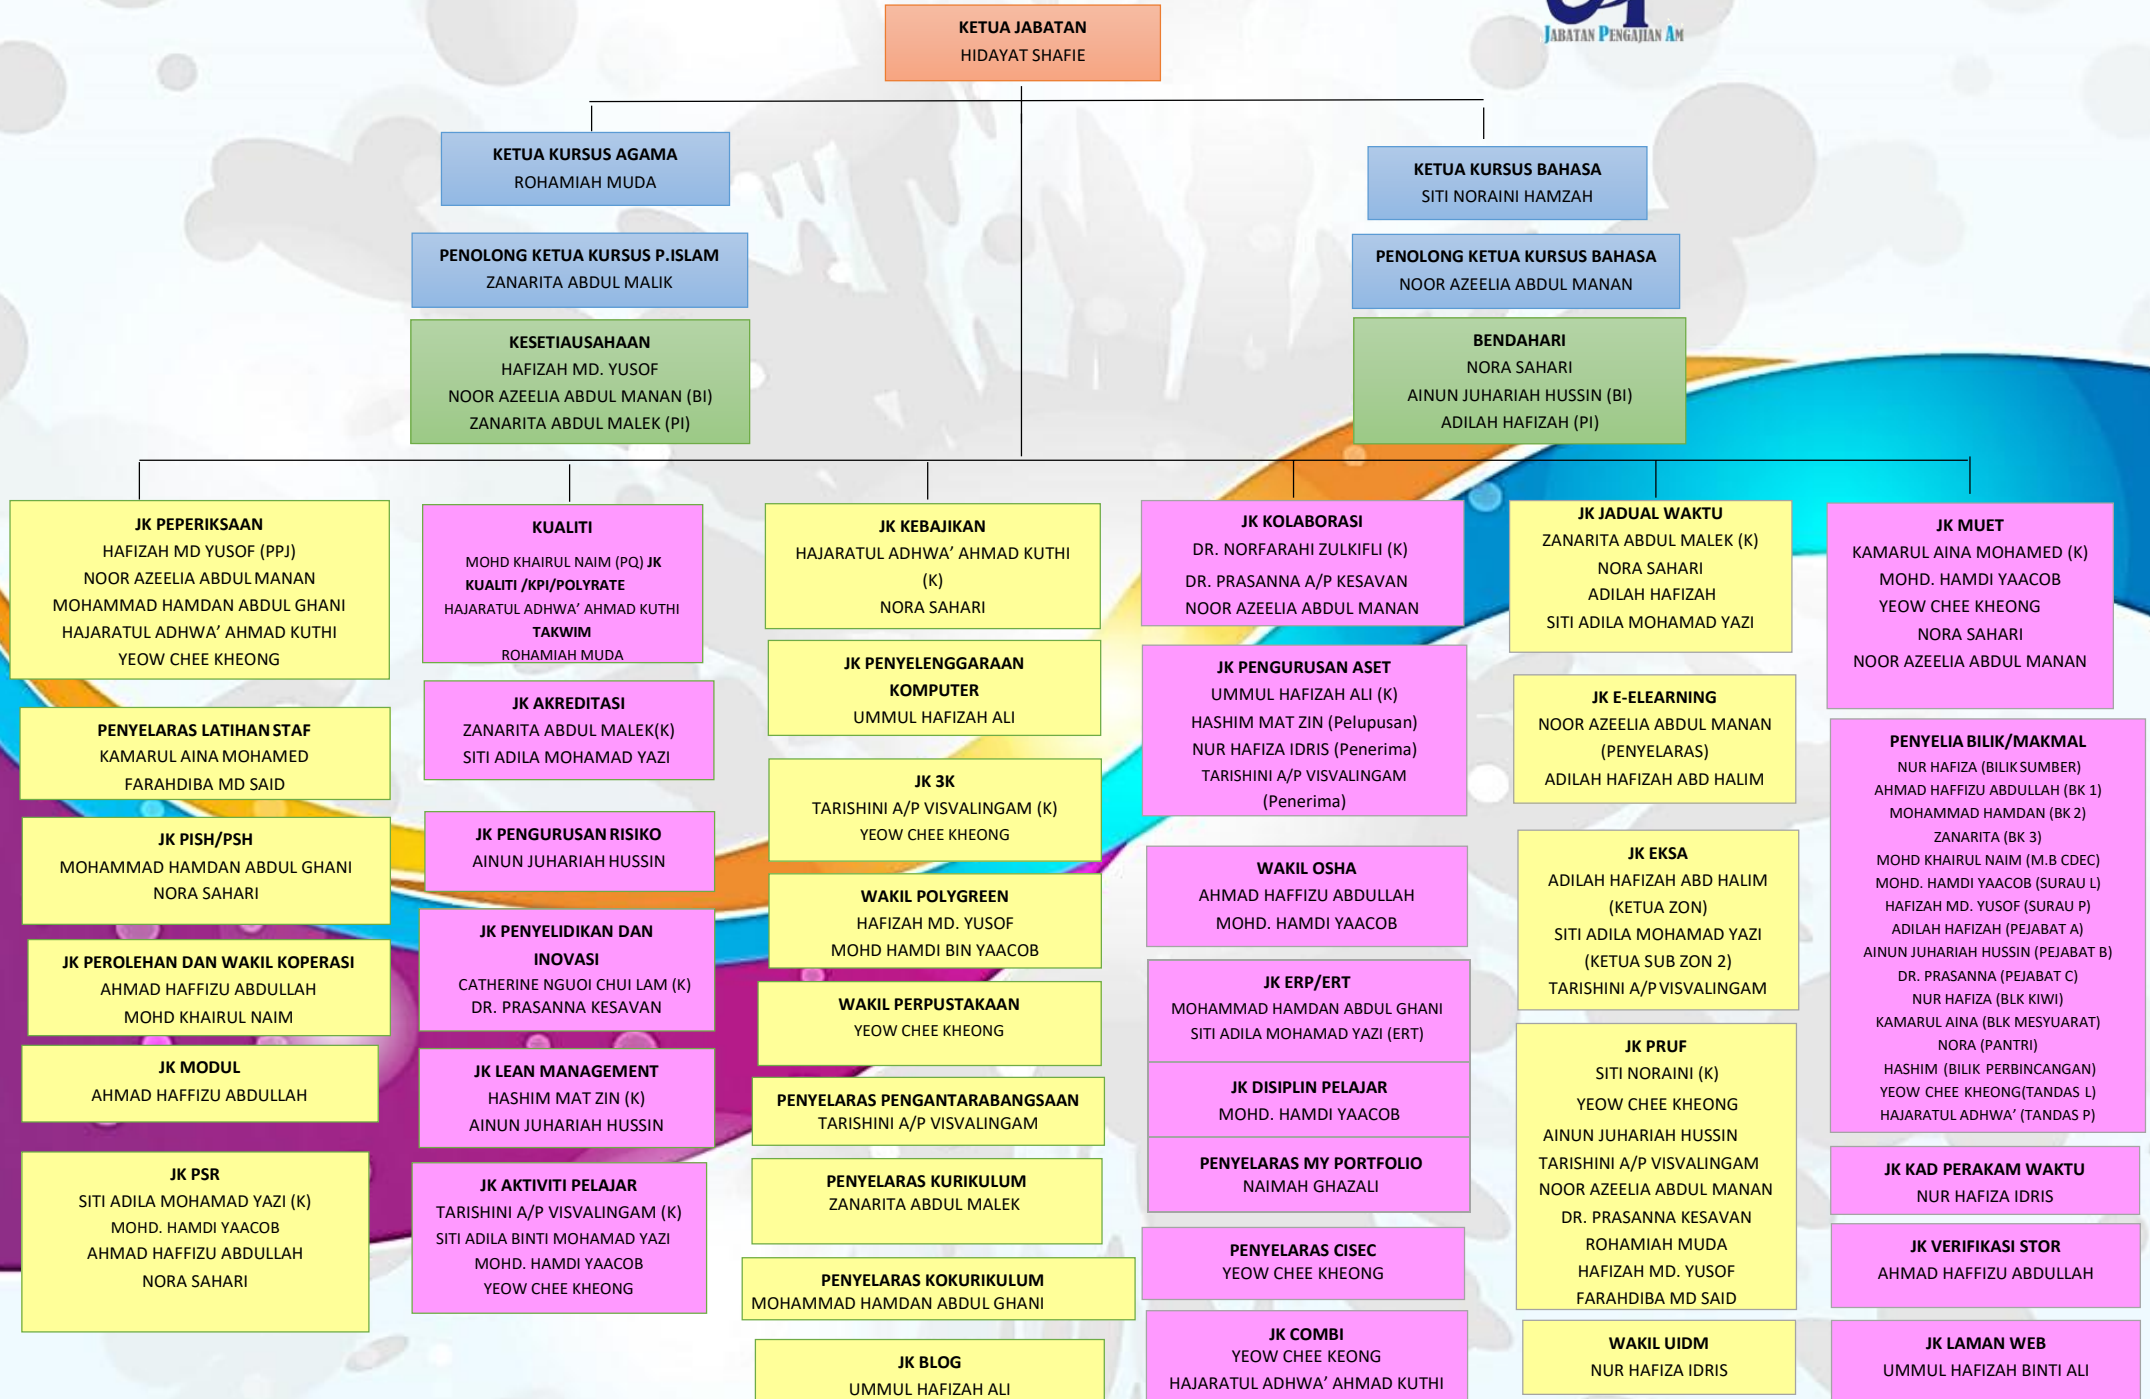 KETUA JABATAN
HIDAYAT SHAFIE
JABATAN PENGAJIAN AM
KETUA KURSUS AGAMA
ROHAMIAH MUDA
KETUA KURSUS BAHASA
SITI NORAINI HAMZAH
PENOLONG KETUA KURSUS P.ISLAM
ZANARITA ABDUL MALIK
PENOLONG KETUA KURSUS BAHASA
NOOR AZEELIA ABDUL MANAN
KESETIAUSAHAAN
HAFIZAH MD. YUSOF
NOOR AZEELIA ABDUL MANAN (BI)
ZANARITA ABDUL MALEK (PI)
BENDAHARI
NORA SAHARI
AINUN JUHARIAH HUSSIN (BI)
ADILAH HAFIZAH (PI)
JK PEPERIKSAAN
HAFIZAH MD YUSOF (PPJ)
NOOR AZEELIA ABDUL MANAN
MOHAMMAD HAMDAN ABDUL GHANI
HAJARATUL ADHWA’ AHMAD KUTHI
YEOW CHEE KHEONG
PENYELARAS LATIHAN STAF
KAMARUL AINA MOHAMED
FARAHDIBA MD SAID
JK PISH/PSH
MOHAMMAD HAMDAN ABDUL GHANI
NORA SAHARI
JK PEROLEHAN DAN WAKIL KOPERASI
AHMAD HAFFIZU ABDULLAH
MOHD KHAIRUL NAIM
JK MODUL
AHMAD HAFFIZU ABDULLAH
JK PSR
SITI ADILA MOHAMAD YAZI (K)
MOHD. HAMDI YAACOB
AHMAD HAFFIZU ABDULLAH
NORA SAHARI
KUALITI
MOHD KHAIRUL NAIM (PQ) JK
KUALITI /KPI/POLYRATE
HAJARATUL ADHWA’ AHMAD KUTHI
TAKWIM
ROHAMIAH MUDA
JK AKREDITASI
ZANARITA ABDUL MALEK(K)
SITI ADILA MOHAMAD YAZI
JK PENGURUSAN RISIKO
AINUN JUHARIAH HUSSIN
JK PENYELIDIKAN DAN
INOVASI
CATHERINE NGUOI CHUI LAM (K)
DR. PRASANNA KESAVAN
JK LEAN MANAGEMENT
HASHIM MAT ZIN (K)
AINUN JUHARIAH HUSSIN
JK AKTIVITI PELAJAR
TARISHINI A/P VISVALINGAM (K)
SITI ADILA BINTI MOHAMAD YAZI
MOHD. HAMDI YAACOB
YEOW CHEE KHEONG
JK KEBAJIKAN
HAJARATUL ADHWA’ AHMAD KUTHI
(K)
NORA SAHARI
JK PENYELENGGARAAN
KOMPUTER
UMMUL HAFIZAH ALI
JK 3K
TARISHINI A/P VISVALINGAM (K)
YEOW CHEE KHEONG
WAKIL POLYGREEN
HAFIZAH MD. YUSOF
MOHD HAMDI BIN YAACOB
WAKIL PERPUSTAKAAN
YEOW CHEE KHEONG
PENYELARAS PENGANTARABANGSAAN
TARISHINI A/P VISVALINGAM
PENYELARAS KURIKULUM
ZANARITA ABDUL MALEK
PENYELARAS KOKURIKULUM
MOHAMMAD HAMDAN ABDUL GHANI
JK BLOG
UMMUL HAFIZAH ALI
JK KOLABORASI
DR. NORFARAHI ZULKIFLI (K)
DR. PRASANNA A/P KESAVAN
NOOR AZEELIA ABDUL MANAN
JK PENGURUSAN ASET
UMMUL HAFIZAH ALI (K)
HASHIM MAT ZIN (Pelupusan)
NUR HAFIZA IDRIS (Penerima)
TARISHINI A/P VISVALINGAM
(Penerima)
WAKIL OSHA
AHMAD HAFFIZU ABDULLAH
MOHD. HAMDI YAACOB
JK ERP/ERT
MOHAMMAD HAMDAN ABDUL GHANI
SITI ADILA MOHAMAD YAZI (ERT)
JK DISIPLIN PELAJAR
MOHD. HAMDI YAACOB
PENYELARAS MY PORTFOLIO
NAIMAH GHAZALI
PENYELARAS CISEC
YEOW CHEE KHEONG
JK COMBI
YEOW CHEE KEONG
HAJARATUL ADHWA’ AHMAD KUTHI
JK JADUAL WAKTU
ZANARITA ABDUL MALEK (K)
NORA SAHARI
ADILAH HAFIZAH
SITI ADILA MOHAMAD YAZI
JK E-ELEARNING
NOOR AZEELIA ABDUL MANAN
(PENYELARAS)
ADILAH HAFIZAH ABD HALIM
JK EKSA
ADILAH HAFIZAH ABD HALIM
(KETUA ZON)
SITI ADILA MOHAMAD YAZI
(KETUA SUB ZON 2)
TARISHINI A/P VISVALINGAM
JK PRUF
SITI NORAINI (K)
YEOW CHEE KHEONG
AINUN JUHARIAH HUSSIN
TARISHINI A/P VISVALINGAM
NOOR AZEELIA ABDUL MANAN
DR. PRASANNA KESAVAN
ROHAMIAH MUDA
HAFIZAH MD. YUSOF
FARAHDIBA MD SAID
WAKIL UIDM
NUR HAFIZA IDRIS
JK MUET
KAMARUL AINA MOHAMED (K)
MOHD. HAMDI YAACOB
YEOW CHEE KHEONG
NORA SAHARI
NOOR AZEELIA ABDUL MANAN
PENYELIA BILIK/MAKMAL
NUR HAFIZA (BILIK SUMBER)
AHMAD HAFFIZU ABDULLAH (BK 1)
MOHAMMAD HAMDAN (BK 2)
ZANARITA (BK 3)
MOHD KHAIRUL NAIM (M.B CDEC)
MOHD. HAMDI YAACOB (SURAU L)
HAFIZAH MD. YUSOF (SURAU P)
ADILAH HAFIZAH (PEJABAT A)
AINUN JUHARIAH HUSSIN (PEJABAT B)
DR. PRASANNA (PEJABAT C)
NUR HAFIZA (BLK KIWI)
KAMARUL AINA (BLK MESYUARAT)
NORA (PANTRI)
HASHIM (BILIK PERBINCANGAN)
YEOW CHEE KHEONG(TANDAS L)
HAJARATUL ADHWA’ (TANDAS P)
JK KAD PERAKAM WAKTU
NUR HAFIZA IDRIS
JK VERIFIKASI STOR
AHMAD HAFFIZU ABDULLAH
JK LAMAN WEB
UMMUL HAFIZAH BINTI ALI